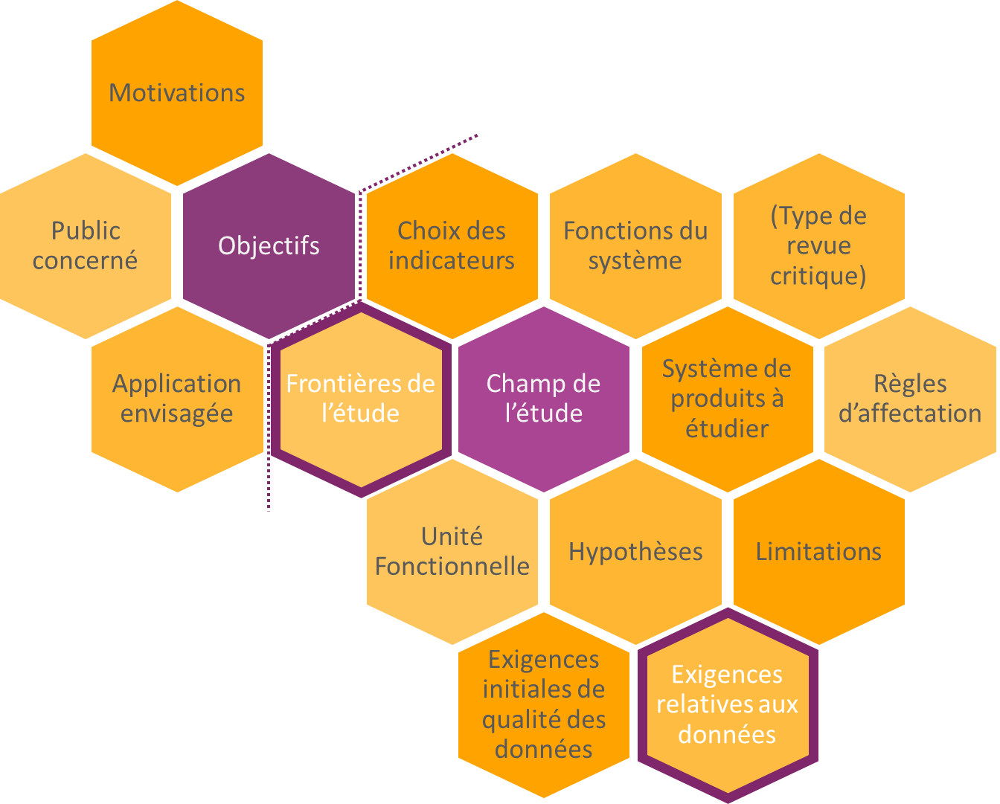 Motivations
Public
concerné
Objectifs
Choix des
indicateurs
Fonctions du
système
(Type de
revue
critique)
Application
envisagée
Frontières de
l’étude
Champ de
l’étude
Système de
produits à
étudier
Règles
d’affectation
Unité
Fonctionnelle
Hypothèses
Limitations
Exigences
initiales de
qualité des
données
Exigences
relatives aux
données